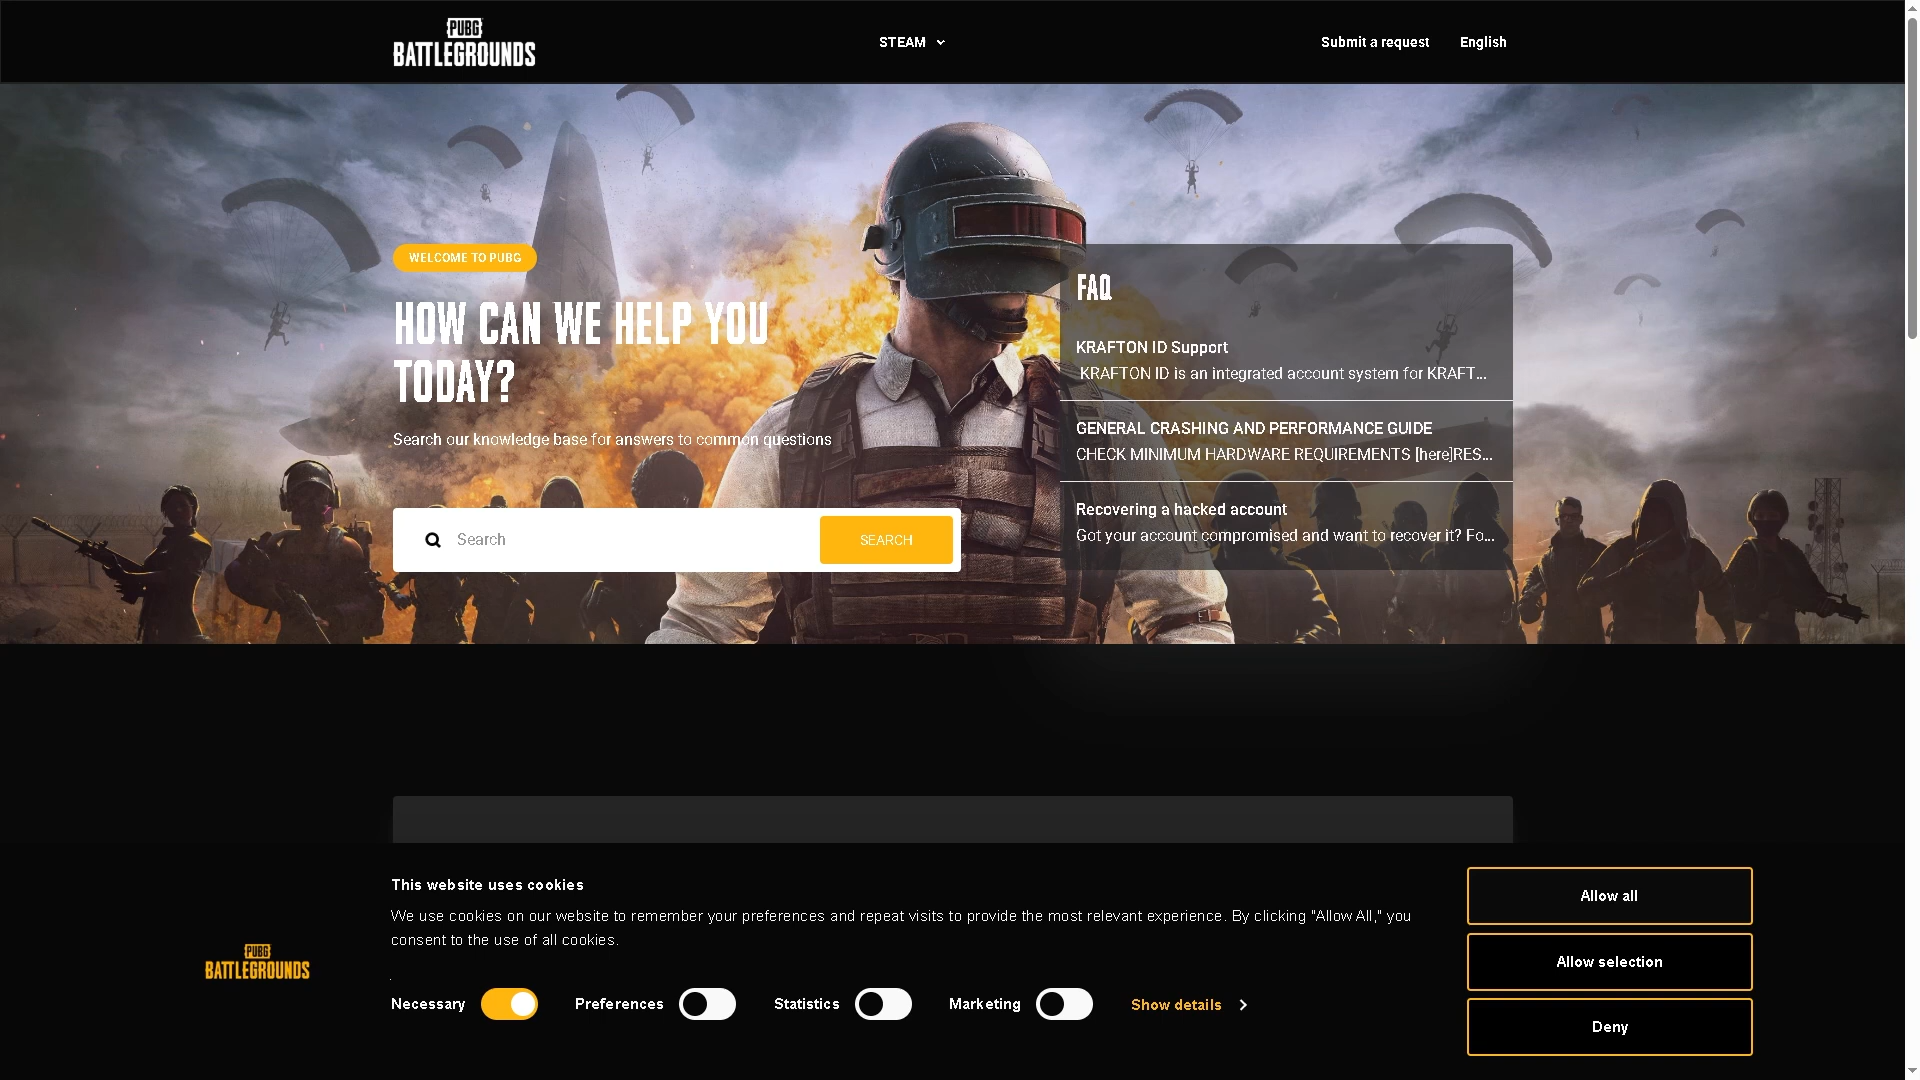 PUBG
BATTLEGROUNDS
STEAM
Submit a request
English
WELCOME TO PUBG
HOW CAN WE HELP YOU
TODAY?
Search our knowledge base for answers to common questions
Search
SEARCH
FAQ
KRAFTON ID Support
KRAFTON ID is an integrated account system for KRAFT...
GENERAL CRASHING AND PERFORMANCE GUIDE
CHECK MINIMUM HARDWARE REQUIREMENTS [here]RES...
Recovering a hacked account
Got your account compromised and want to recover it? Fo...
PUBG
BATTLEGROUNDS
This website uses cookies
We use cookies on our website to remember your preferences and repeat visits to provide the most relevant experience. By clicking "Allow All," you
consent to the use of all cookies.
.
Necessary
Preferences
Statistics
Marketing
Show details
Allow all
Allow selection
Deny